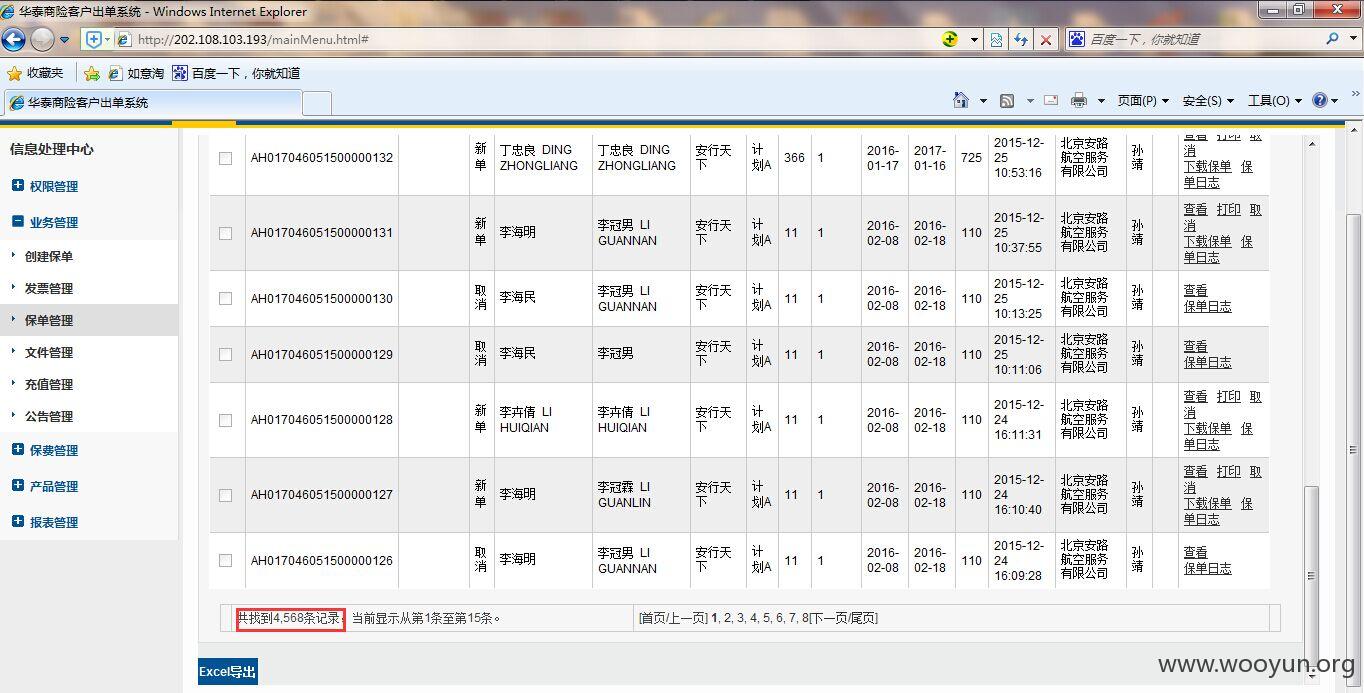 华泰商险客户出单系统 - Windows Internet Explorer
http://202.108.103.193/mainMenu.html#
百度一下，你就知道
收藏夹 如意淘 百度一下，你就知道
华泰商险客户出单系统
页面(P) 安全(S) 工具(O)
信息处理中心
权限管理
业务管理
创建保单
发票管理
保单管理
文件管理
充值管理
公告管理
保费管理
产品管理
报表管理
AH017046051500000132 新单 丁忠良 DING ZHONGLIANG 丁忠良 DING ZHONGLIANG 安行天下 计划A 366 1 2016-01-17 2017-01-16 725 2015-12-25 10:53:16 北京安路航空服务有限公司 孙靖 查看 打印 取消 下载保单 保单日志
AH017046051500000131 新单 李海明 李冠男 LI GUANNAN 安行天下 计划A 11 1 2016-02-08 2016-02-18 110 2015-12-25 10:37:55 北京安路航空服务有限公司 孙靖 查看 打印 取消 下载保单 保单日志
AH017046051500000130 取消 李海民 李冠男 LI GUANNAN 安行天下 计划A 11 1 2016-02-08 2016-02-18 110 2015-12-25 10:13:25 北京安路航空服务有限公司 孙靖 查看 保单日志
AH017046051500000129 取消 李海民 李冠男 安行天下 计划A 11 1 2016-02-08 2016-02-18 110 2015-12-25 10:11:06 北京安路航空服务有限公司 孙靖 查看 保单日志
AH017046051500000128 新单 李卉倩 LI HUIQIAN 李卉倩 LI HUIQIAN 安行天下 计划A 11 1 2016-02-08 2016-02-18 110 2015-12-24 16:11:31 北京安路航空服务有限公司 孙靖 查看 打印 取消 下载保单 保单日志
AH017046051500000127 新单 李海明 李冠霖 LI GUANLIN 安行天下 计划A 11 1 2016-02-08 2016-02-18 110 2015-12-24 16:10:40 北京安路航空服务有限公司 孙靖 查看 打印 取消 下载保单 保单日志
AH017046051500000126 取消 李海明 李冠男 LI GUANNAN 安行天下 计划A 11 1 2016-02-08 2016-02-18 110 2015-12-24 16:09:28 北京安路航空服务有限公司 孙靖 查看 保单日志
共找到4,568条记录，当前显示从第1条至第15条。 [首页/上一页] 1, 2, 3, 4, 5, 6, 7, 8[下一页/尾页]
Excel导出
www.wooyun.org